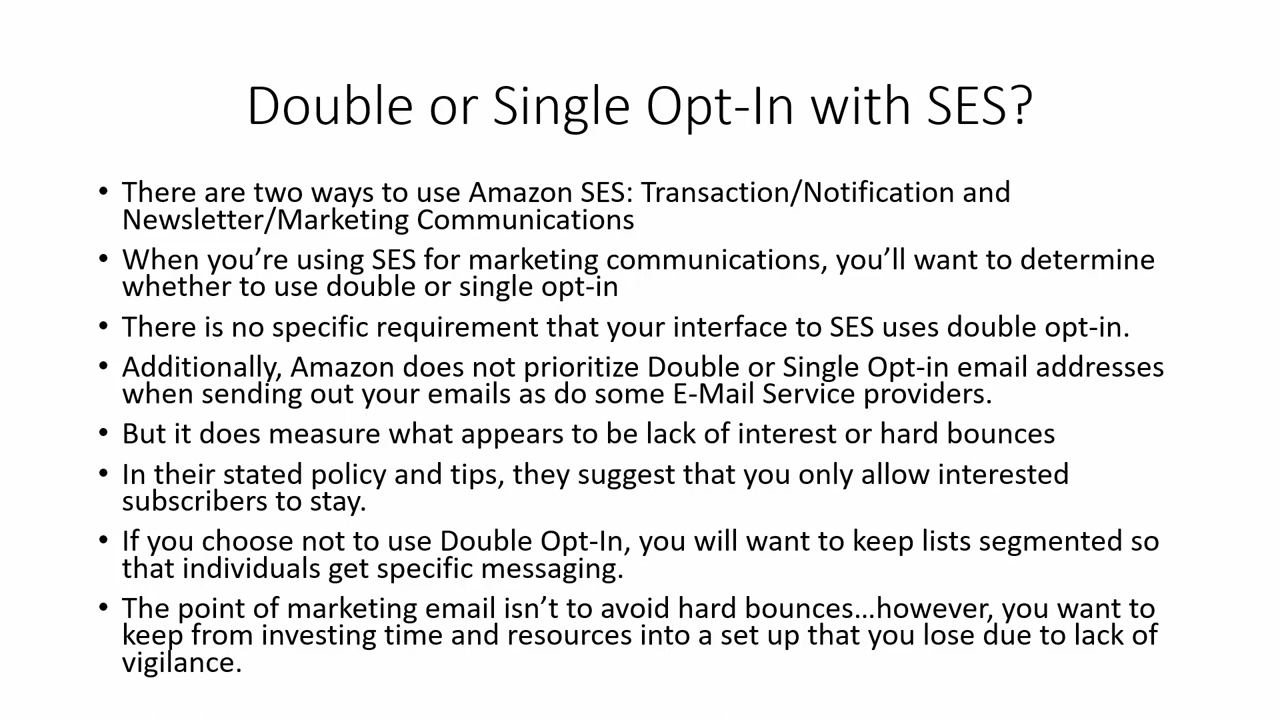 Double or Single Opt-In with SES?
• There are two ways to use Amazon SES: Transaction/Notification and
Newsletter/Marketing Communications
• When you’re using SES for marketing communications, you’ll want to determine
whether to use double or single opt-in
• There is no specific requirement that your interface to SES uses double opt-in.
• Additionally, Amazon does not prioritize Double or Single Opt-in email addresses
when sending out your emails as do some E-Mail Service providers.
• But it does measure what appears to be lack of interest or hard bounces
• In their stated policy and tips, they suggest that you only allow interested
subscribers to stay.
• If you choose not to use Double Opt-In, you will want to keep lists segmented so
that individuals get specific messaging.
• The point of marketing email isn’t to avoid hard bounces…however, you want to
keep from investing time and resources into a set up that you lose due to lack of
vigilance.